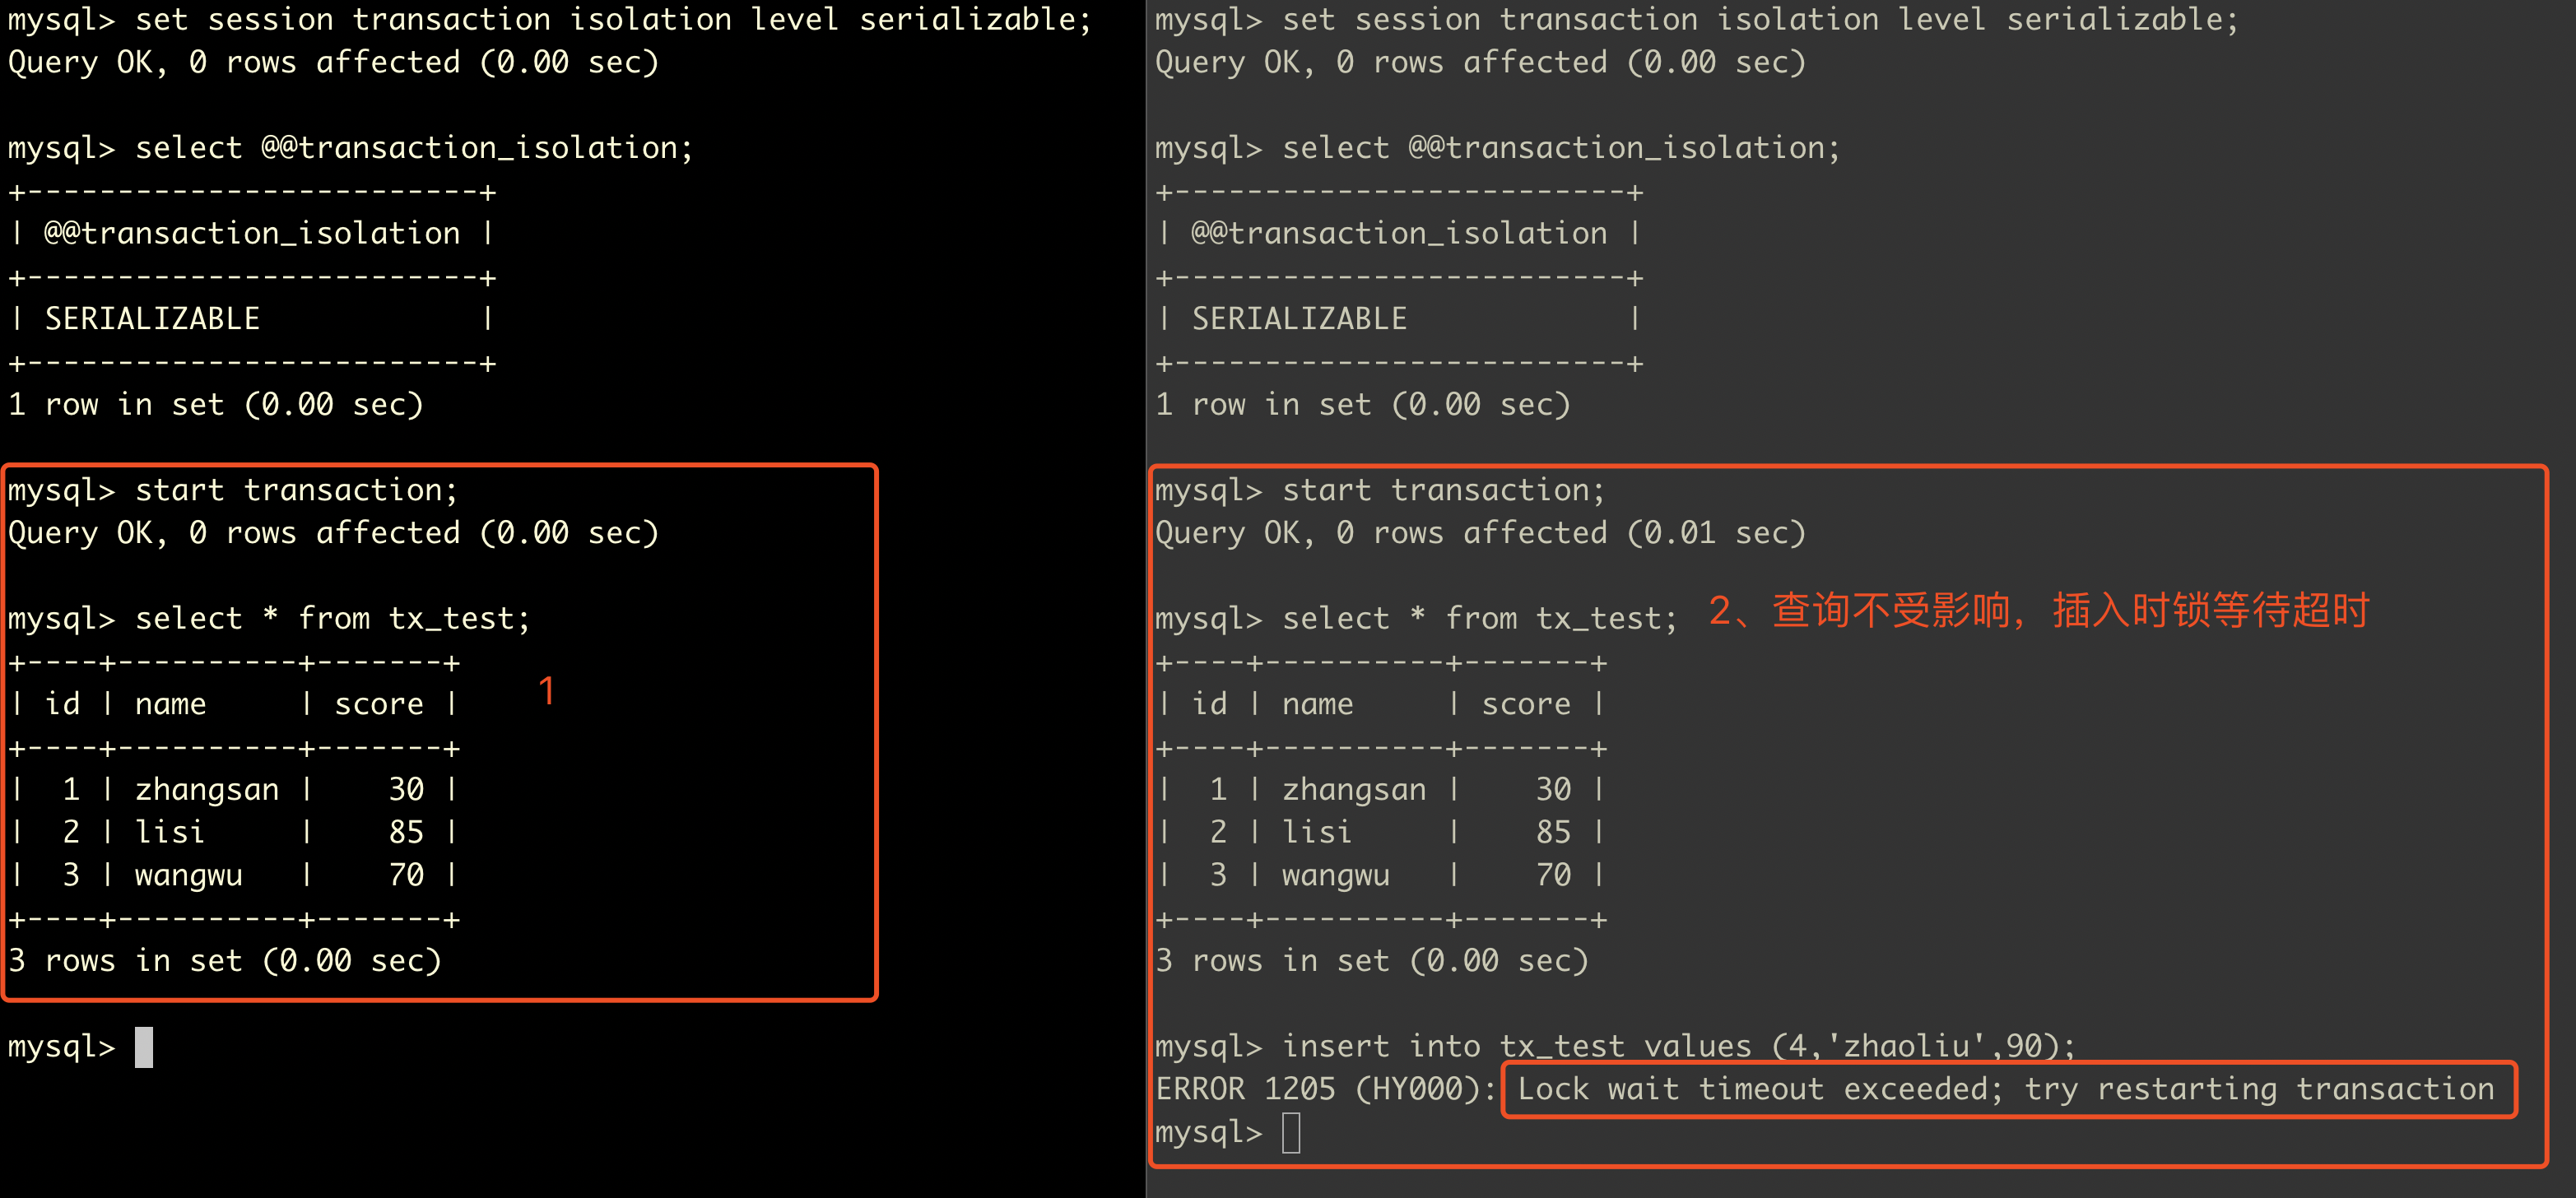 mysql> set session transaction isolation level serializable;
Query OK, 0 rows affected (0.00 sec)
mysql> select @@transaction_isolation;
+-------------------------+
| @@transaction_isolation |
+-------------------------+
| SERIALIZABLE            |
+-------------------------+
1 row in set (0.00 sec)
mysql> start transaction;
Query OK, 0 rows affected (0.00 sec)
mysql> select * from tx_test;
+----+----------+-------+
| id | name     | score |
+----+----------+-------+
|  1 | zhangsan |    30 |
|  2 | lisi     |    85 |
|  3 | wangwu   |    70 |
+----+----------+-------+
3 rows in set (0.00 sec)
mysql>
1
mysql> set session transaction isolation level serializable;
Query OK, 0 rows affected (0.00 sec)
mysql> select @@transaction_isolation;
+-------------------------+
| @@transaction_isolation |
+-------------------------+
| SERIALIZABLE            |
+-------------------------+
1 row in set (0.00 sec)
mysql> start transaction;
Query OK, 0 rows affected (0.01 sec)
mysql> select * from tx_test;
2、查询不受影响，插入时锁等待超时
+----+----------+-------+
| id | name     | score |
+----+----------+-------+
|  1 | zhangsan |    30 |
|  2 | lisi     |    85 |
|  3 | wangwu   |    70 |
+----+----------+-------+
3 rows in set (0.00 sec)
mysql> insert into tx_test values (4,'zhaoliu',90);
ERROR 1205 (HY000): Lock wait timeout exceeded; try restarting transaction
mysql>